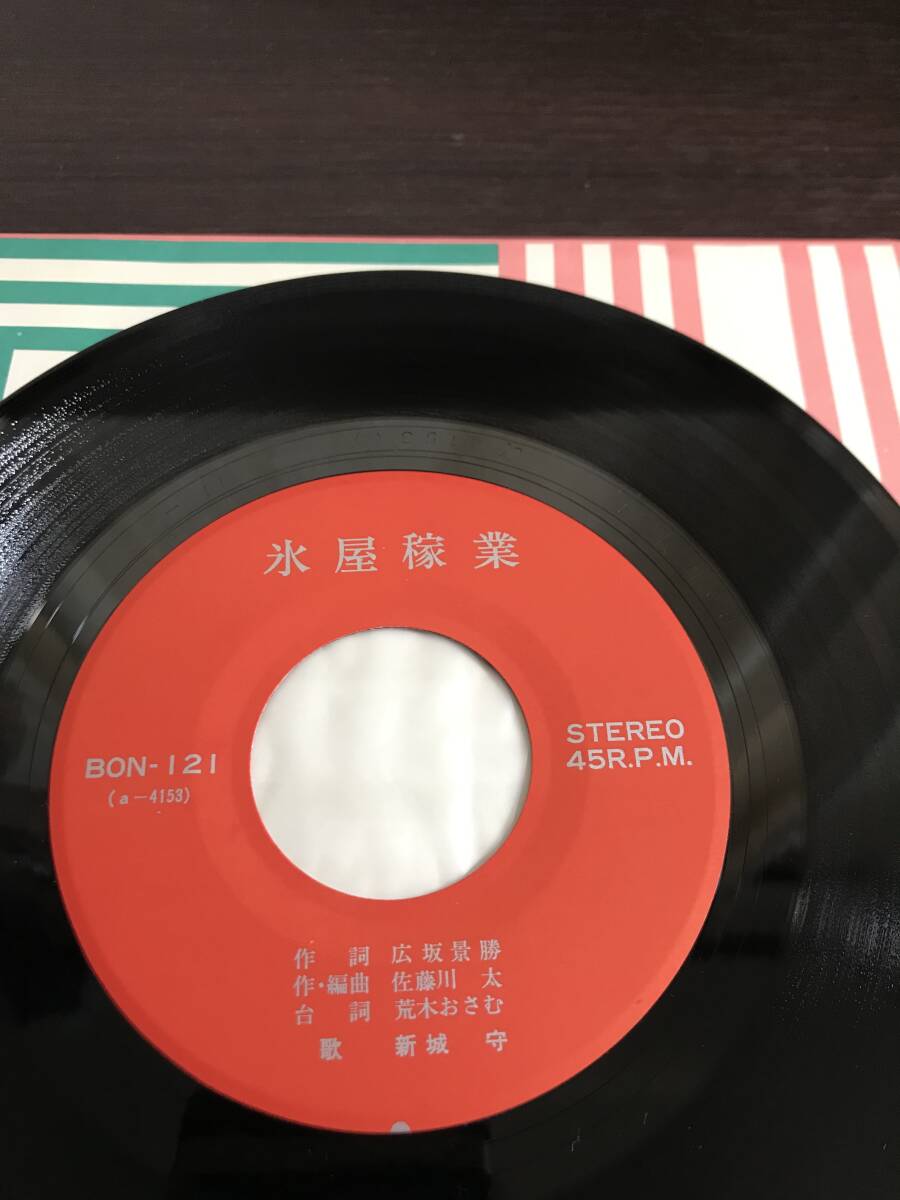 氷屋稼業
STEREO
45R.P.M.
BON-121
(a-4153)
作詞 広坂景勝
作・編曲 佐藤川太
台詞 荒木おさむ
歌 新城守